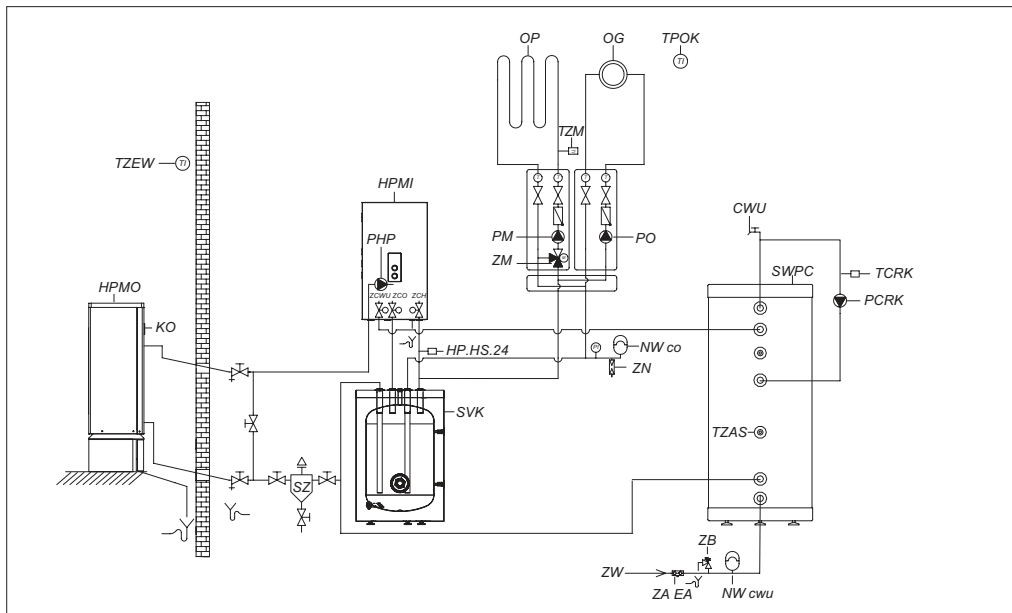 OP
OG
TPOK
TI
TZM
TZEW
TI
HPMI
CWU
PHP
PM
PO
ZM
SWPC
TCRK
HPMO
ZCWU ZCO ZCH
PCRK
KO
NW co
HP.HS.24
PI
ZN
SVK
TZAS
SZ
ZB
ZW
ZA EA
NW cwu